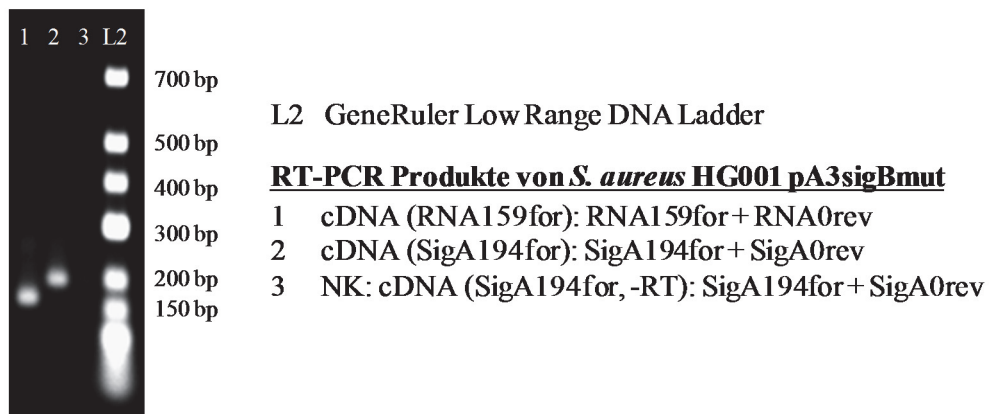 1 2 3 L2
700 bp
500 bp
400 bp
300 bp
200 bp
150 bp
L2 GeneRuler Low Range DNA Ladder
RT-PCR Produkte von S. aureus HG001 pA3sigBmut
1 cDNA (RNA159for): RNA159for + RNA0rev
2 cDNA (SigA194for): SigA194for + SigA0rev
3 NK: cDNA (SigA194for, -RT): SigA194for + SigA0rev